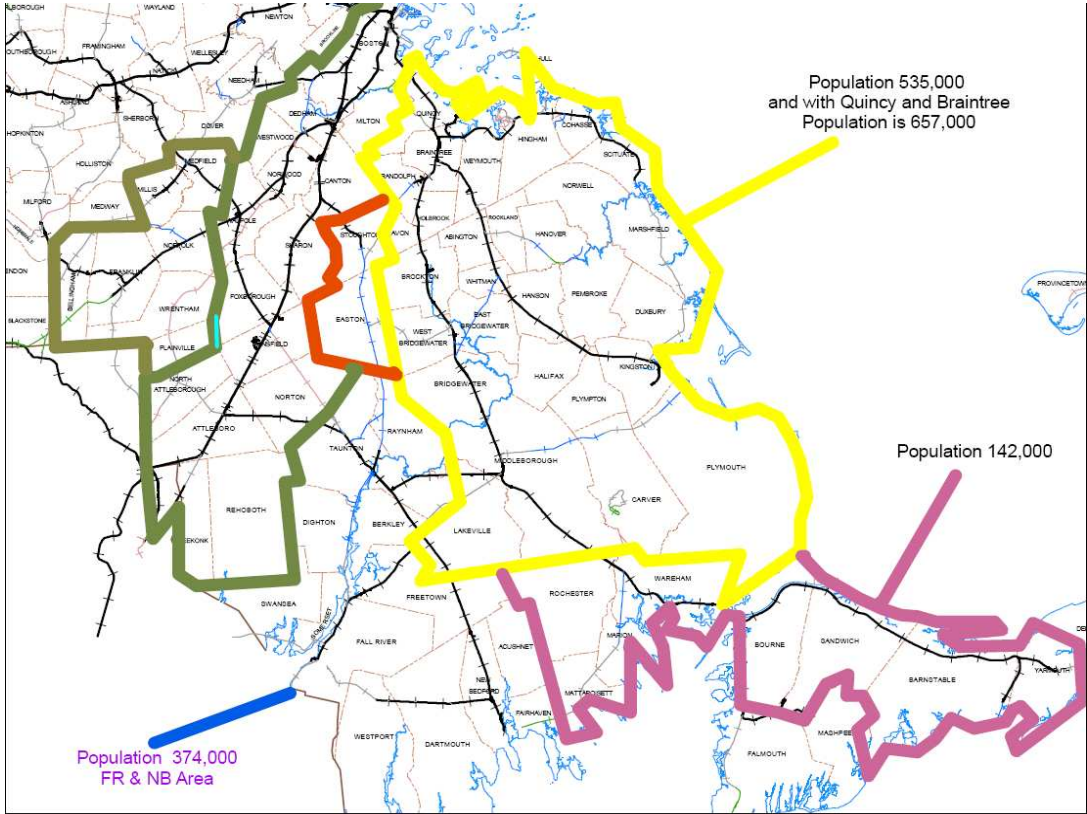 WAYLAND
NEWTON
BOSTON
FRAMINGHAM
WELLESLEY
NEEDHAM
HULL
ASHLAND
SHERBORN
DOVER
DEDHAM
MILTON
QUINCY
COHASSET
HINGHAM
HOPKINTON
WESTWOOD
HOLLISTON
MEDFIELD
NORWOOD
CANTON
BRAINTREE
WEYMOUTH
SCITUATE
MILLIS
RANDOLPH
NORWELL
MILFORD
MEDWAY
HOLBROOK
ROCKLAND
MARSHFIELD
NORFOLK
SHARON
STOUGHTON
AVON
ABINGTON
HANOVER
FRANKLIN
BELLINGHAM
FOXBOROUGH
BROCKTON
WHITMAN
HANSON
PEMBROKE
PROVINCETOWN
BLACKSTONE
WRENTHAM
EASTON
WEST
BRIDGEWATER
EAST
BRIDGEWATER
DUXBURY
PLAINVILLE
KINGSTON
NORTH
ATTLEBOROUGH
NORTON
BRIDGEWATER
HALIFAX
PLYMPTON
ATTLEBORO
RAYNHAM
TAUNTON
MIDDLEBOROUGH
PLYMOUTH
CARVER
REHOBOTH
DIGHTON
BERKLEY
LAKEVILLE
WAREHAM
SWANSEA
SOMERSET
FREETOWN
ROCHESTER
FALL RIVER
ACUSHNET
MARION
BOURNE
SANDWICH
YARMOUTH
BARNSTABLE
NEW
BEDFORD
MATTAPOISETT
FAIRHAVEN
WESTPORT
DARTMOUTH
MASHPEE
FALMOUTH
Population 535,000
and with Quincy and Braintree
Population is 657,000
Population 142,000
Population 374,000
FR & NB Area